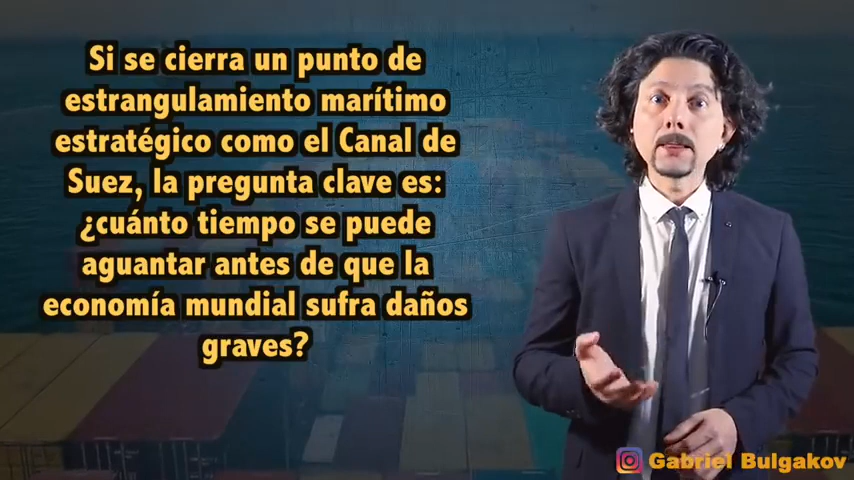 Si se cierra un punto de
estrangulamiento marítimo
estratégico como el Canal de
Suez, la pregunta clave es:
¿cuánto tiempo se puede
aguantar antes de que la
economía mundial sufra daños
graves?
Gabriel Bulgakov